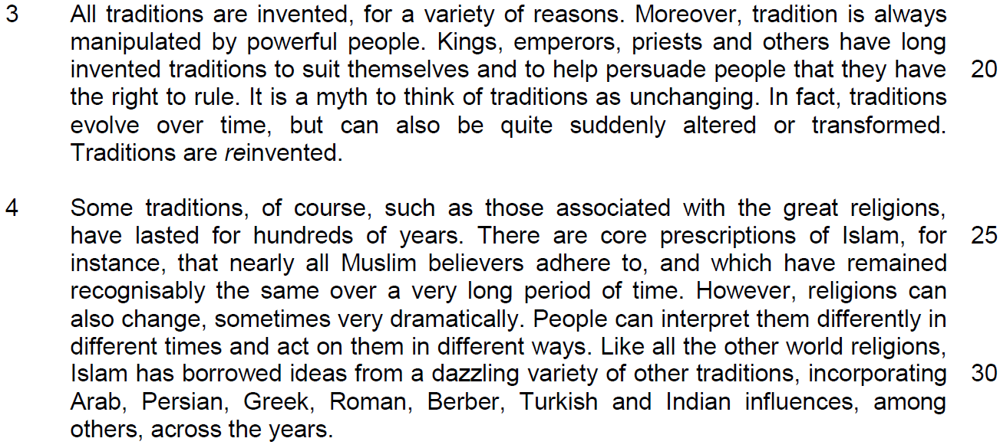 3 All traditions are invented, for a variety of reasons. Moreover, tradition is always
manipulated by powerful people. Kings, emperors, priests and others have long
invented traditions to suit themselves and to help persuade people that they have 20
the right to rule. It is a myth to think of traditions as unchanging. In fact, traditions
evolve over time, but can also be quite suddenly altered or transformed.
Traditions are reinvented.
4 Some traditions, of course, such as those associated with the great religions,
have lasted for hundreds of years. There are core prescriptions of Islam, for 25
instance, that nearly all Muslim believers adhere to, and which have remained
recognisably the same over a very long period of time. However, religions can
also change, sometimes very dramatically. People can interpret them differently in
different times and act on them in different ways. Like all the other world religions,
Islam has borrowed ideas from a dazzling variety of other traditions, incorporating 30
Arab, Persian, Greek, Roman, Berber, Turkish and Indian influences, among
others, across the years.